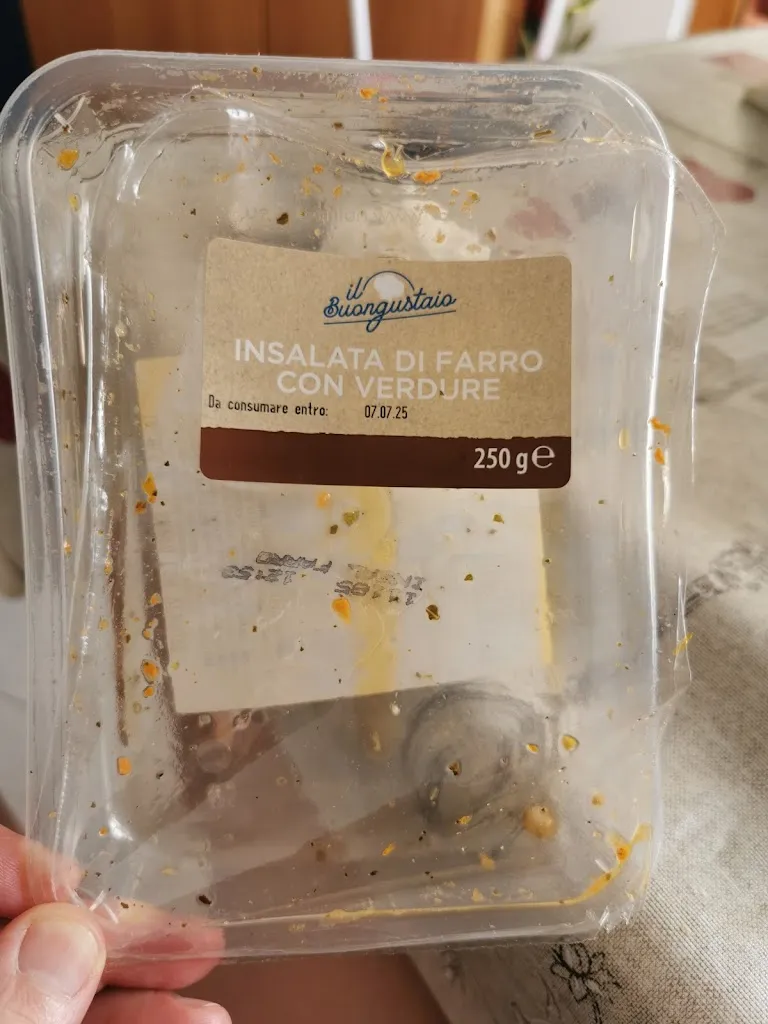 il
Buongustaio
INSALATA DI FARRO
CON VERDURE
Da consumare entro: 07.07.25
250 g e